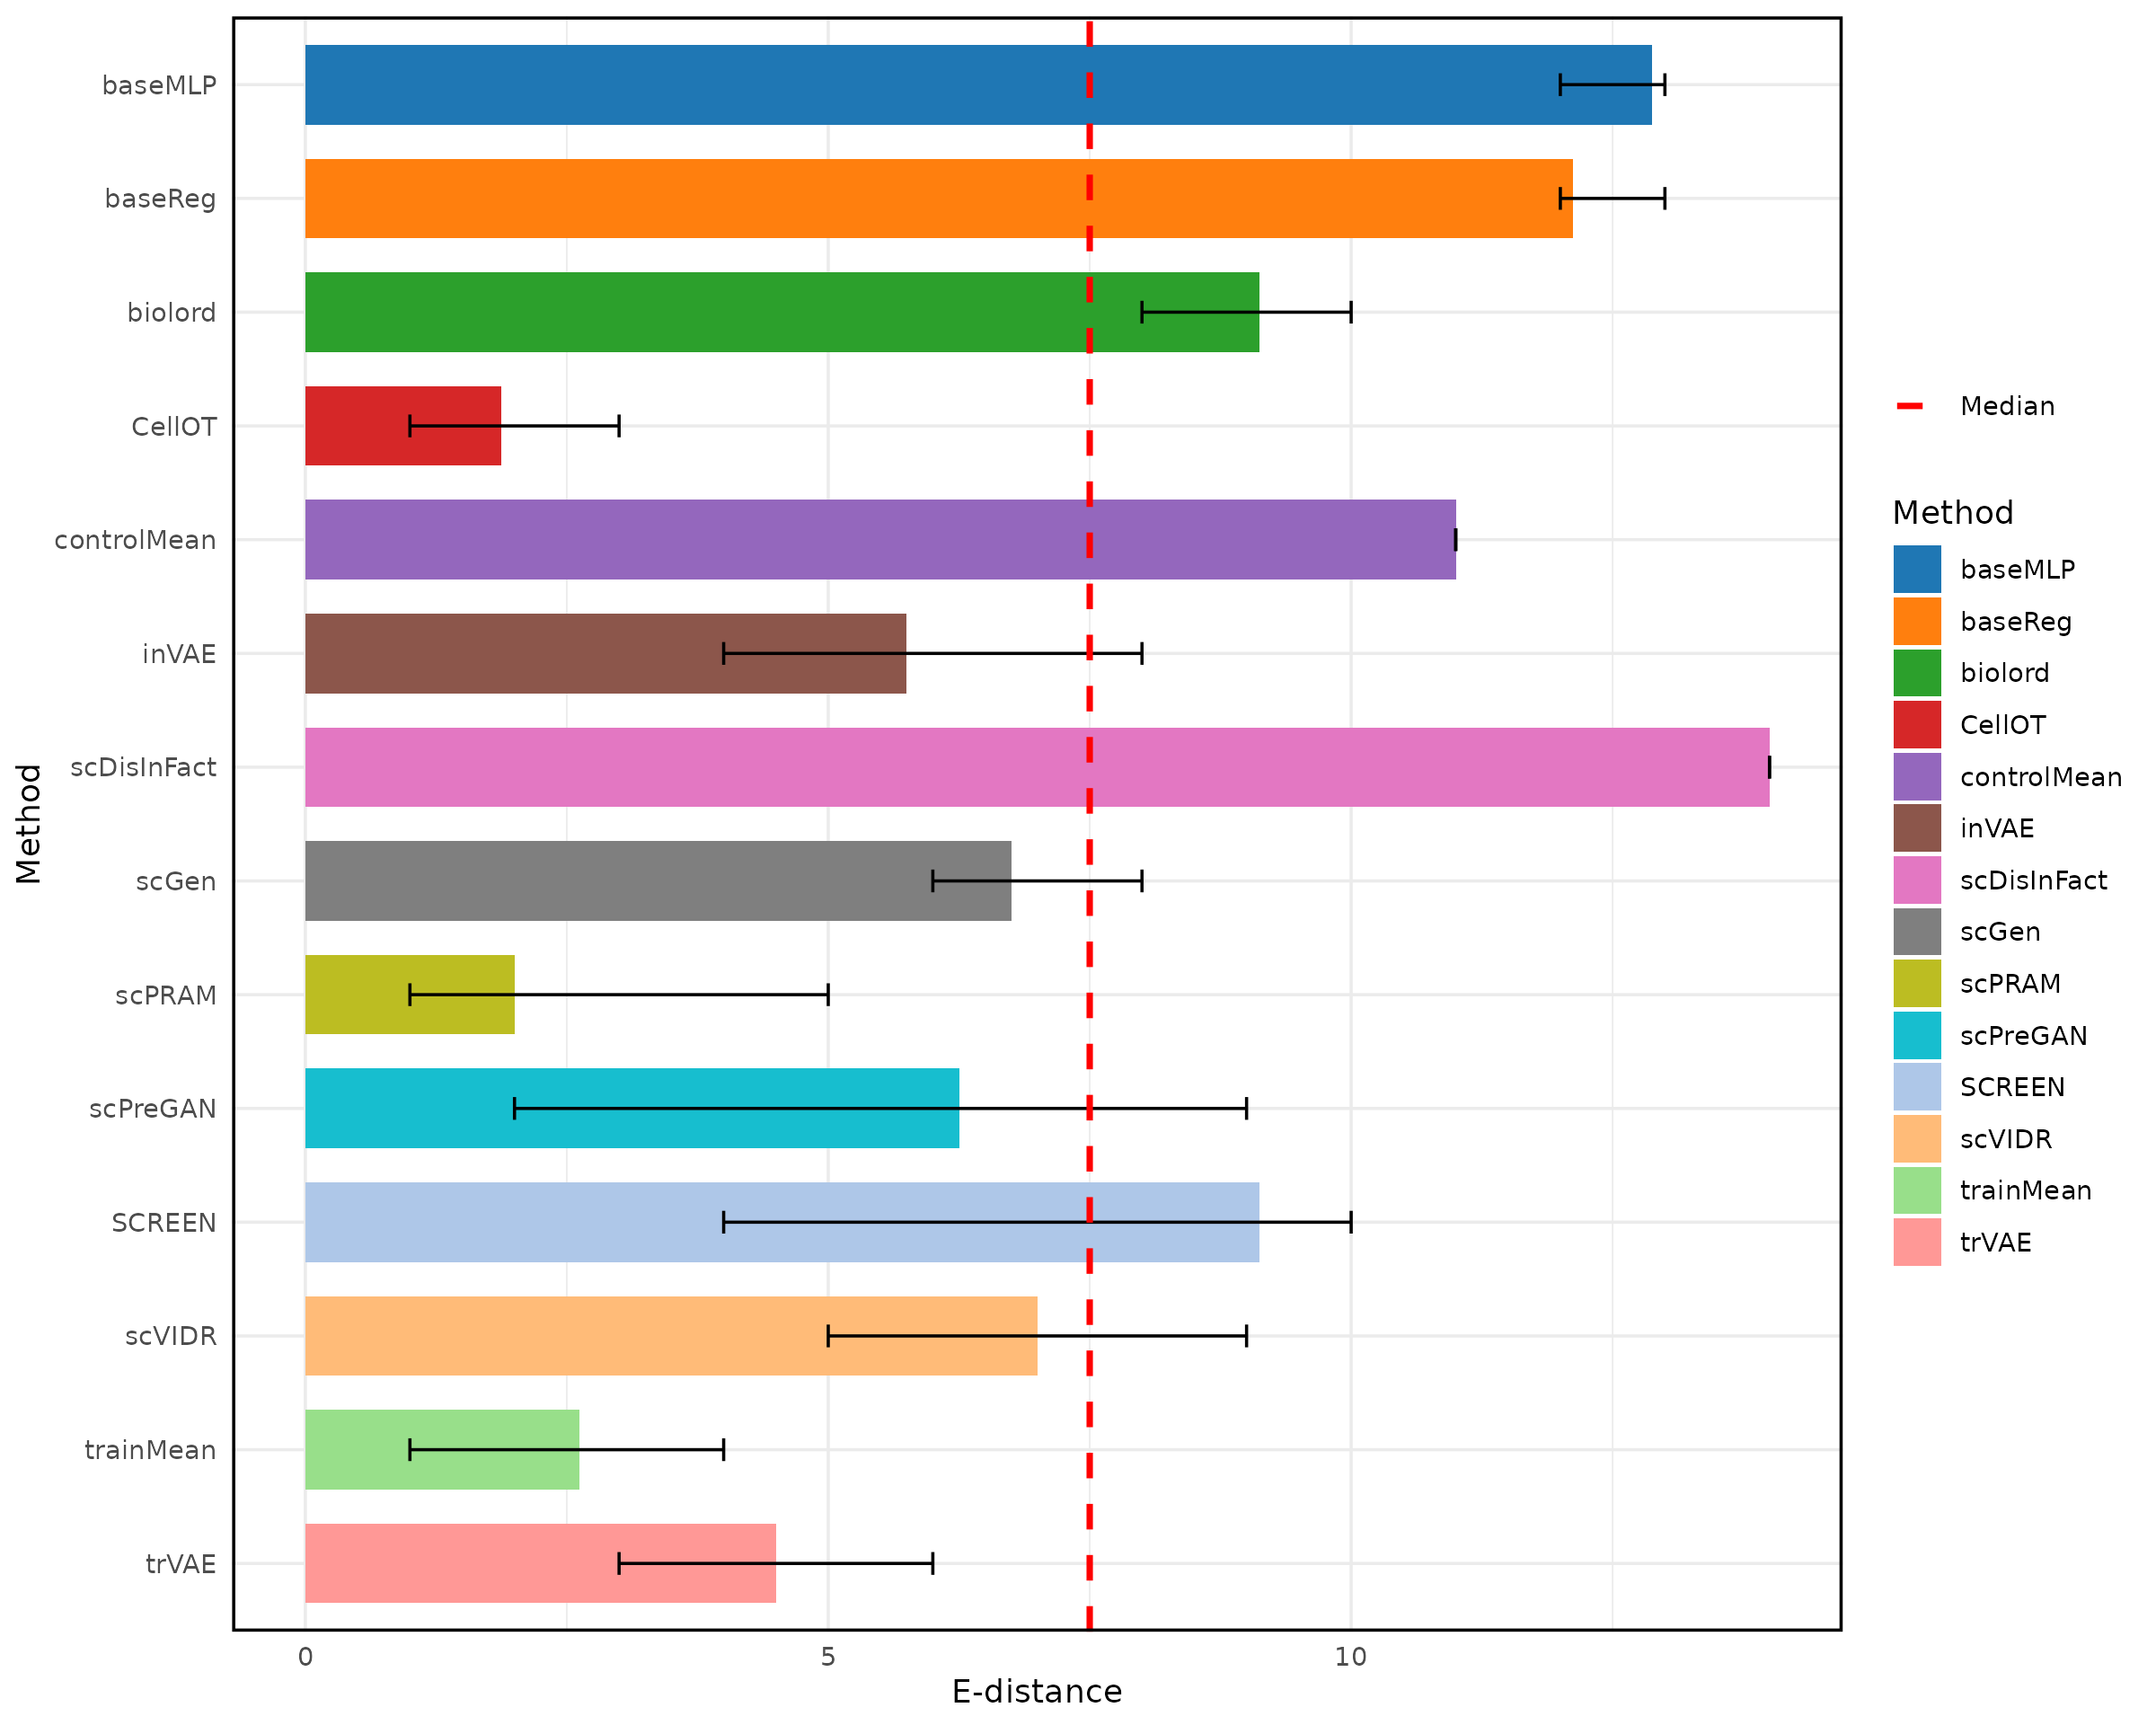 Method
baseMLP
baseReg
biolord
CellOT
controlMean
inVAE
scDisInFact
scGen
scPRAM
scPreGAN
SCREEN
scVIDR
trainMean
trVAE
0 5 10
E-distance
Median
Method
baseMLP
baseReg
biolord
CellOT
controlMean
inVAE
scDisInFact
scGen
scPRAM
scPreGAN
SCREEN
scVIDR
trainMean
trVAE